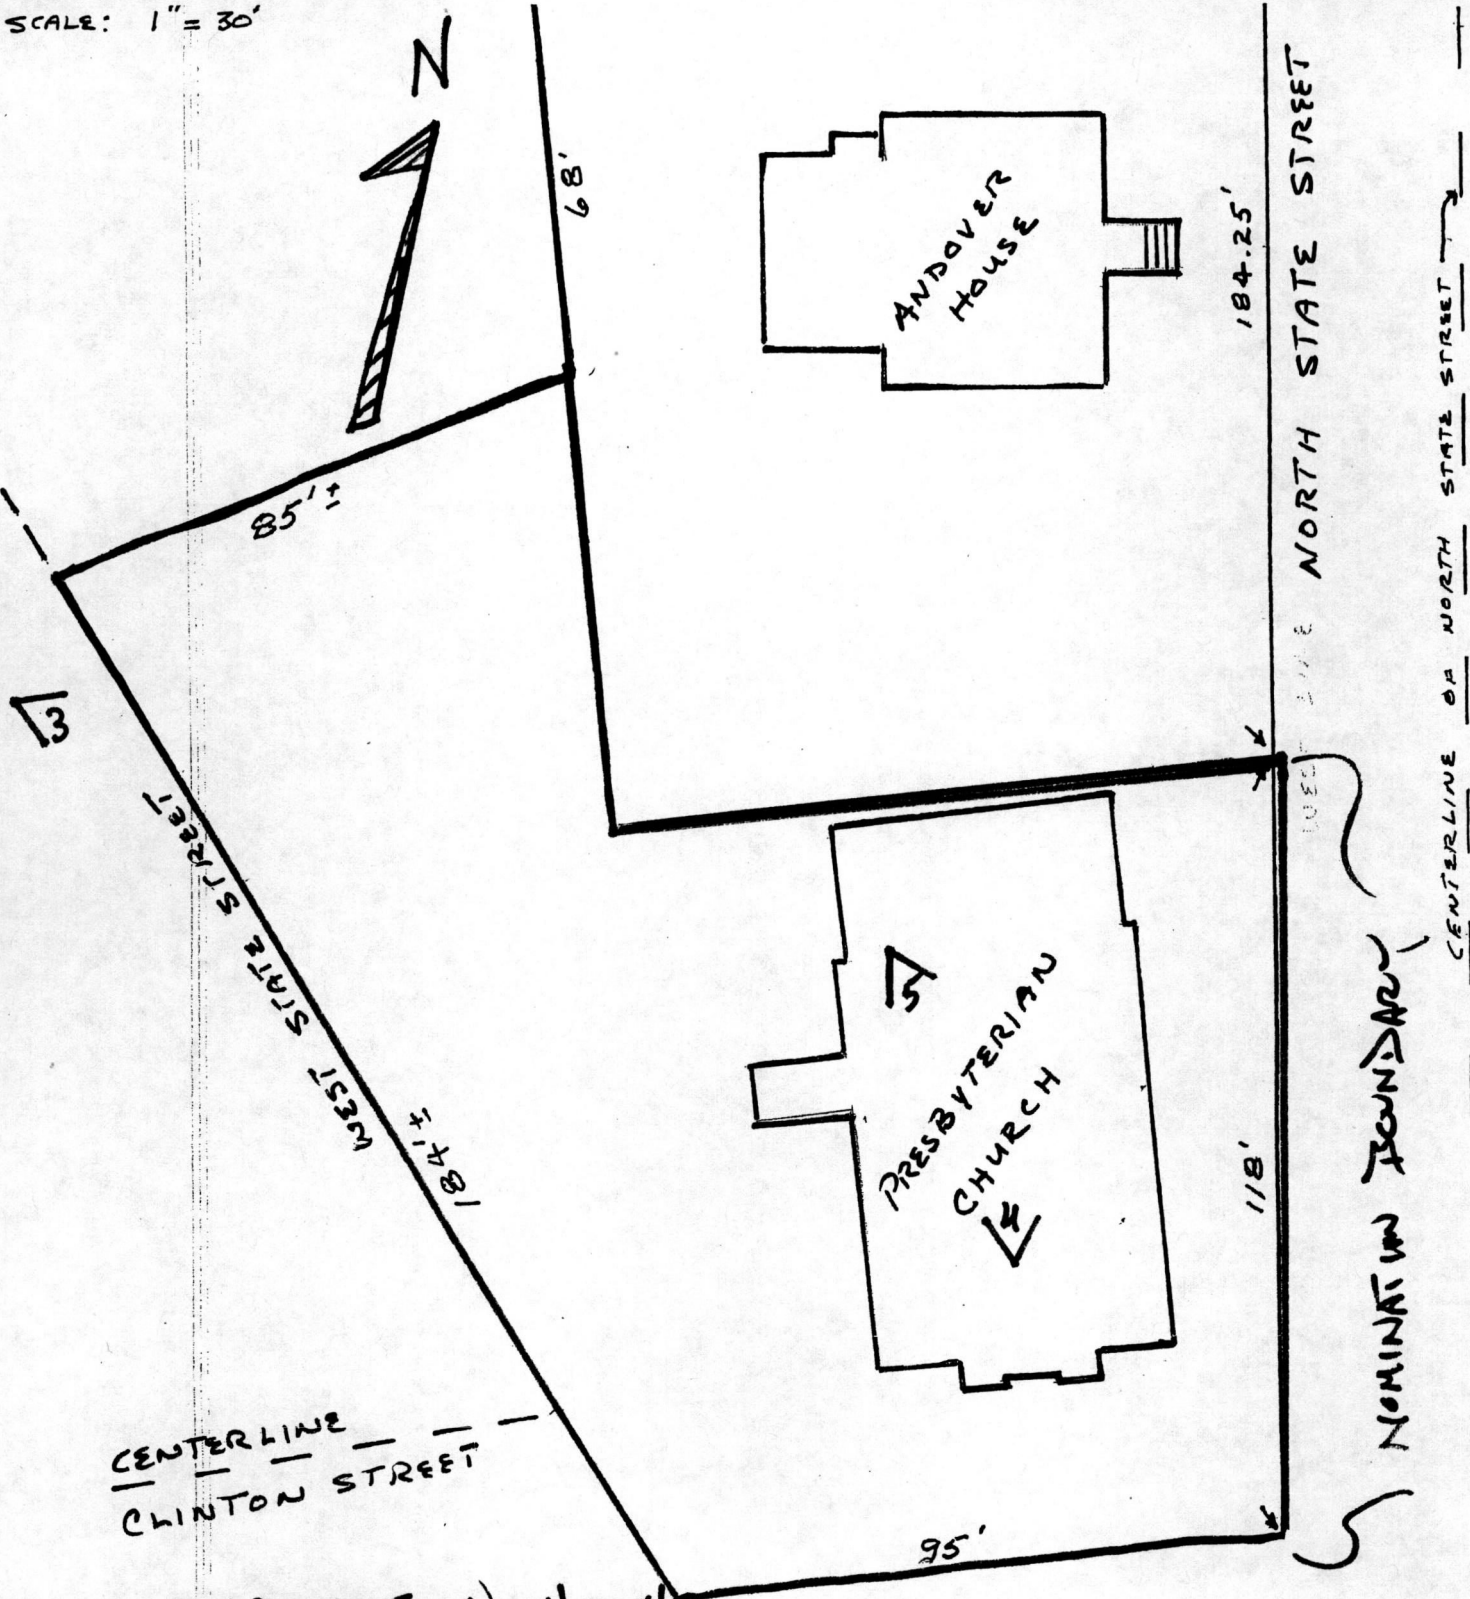 SCALE: 1" = 30'
N
68'
ANDOVER
HOUSE
184.25'
NORTH STATE STREET
CENTERLINE OF NORTH STATE STREET
85'±
3
WEST STATE STREET
184'±
5
PRESBYTERIAN
CHURCH
4
118'
NOMINATION BOUNDARY
CENTERLINE
CLINTON STREET
95'